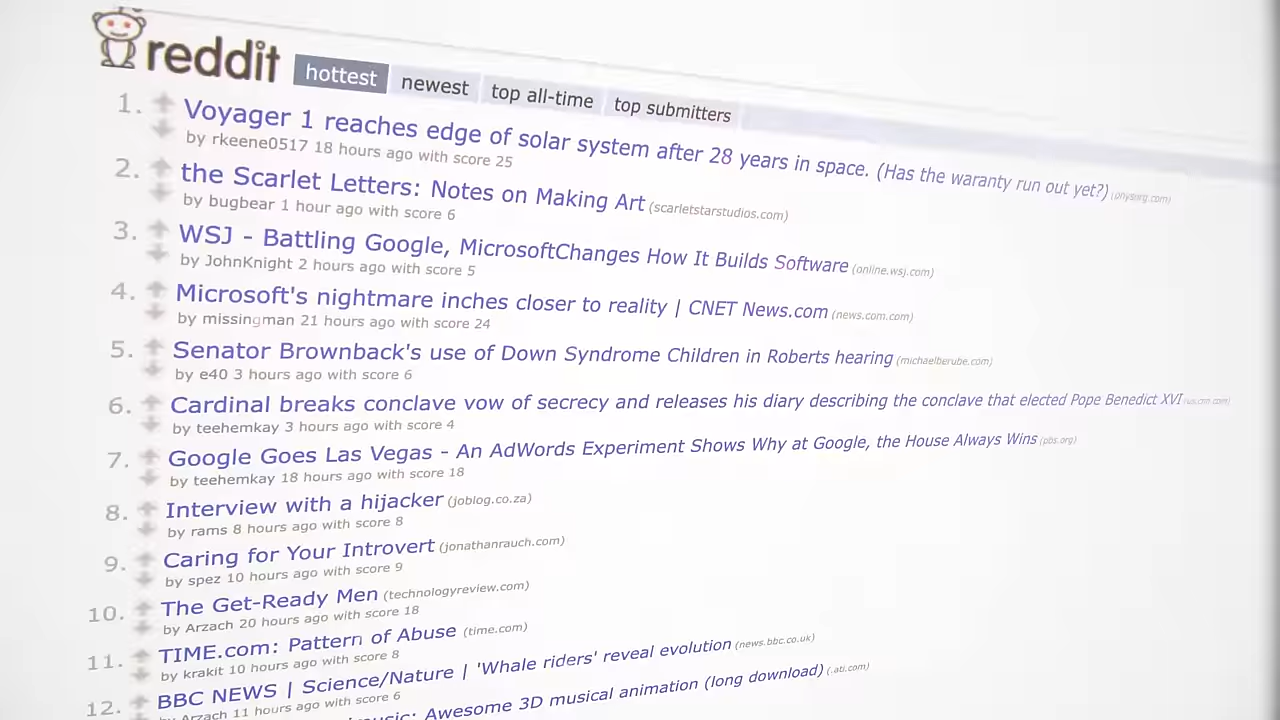 reddit hottest newest top all-time top submitters
1. Voyager 1 reaches edge of solar system after 28 years in space. (Has the waranty run out yet?) (physorg.com)
by rkeene0517 18 hours ago with score 25
2. the Scarlet Letters: Notes on Making Art (scarletstarstudios.com)
by bugbear 1 hour ago with score 6
3. WSJ - Battling Google, MicrosoftChanges How It Builds Software (online.wsj.com)
by JohnKnight 2 hours ago with score 5
4. Microsoft's nightmare inches closer to reality | CNET News.com (news.com.com)
by missingman 21 hours ago with score 24
5. Senator Brownback's use of Down Syndrome Children in Roberts hearing (michaelberube.com)
by e40 3 hours ago with score 6
6. Cardinal breaks conclave vow of secrecy and releases his diary describing the conclave that elected Pope Benedict XVI
by teehemkay 3 hours ago with score 4
7. Google Goes Las Vegas - An AdWords Experiment Shows Why at Google, the House Always Wins (pbs.org)
by teehemkay 18 hours ago with score 18
8. Interview with a hijacker (joblog.co.za)
by rams 8 hours ago with score 8
9. Caring for Your Introvert (jonathanrauch.com)
by spez 10 hours ago with score 9
10. The Get-Ready Men (technologyreview.com)
by Arzach 20 hours ago with score 18
11. TIME.com: Pattern of Abuse (time.com)
by krakit 10 hours ago with score 8
12. BBC NEWS | Science/Nature | 'Whale riders' reveal evolution (news.bbc.co.uk)
by Arzach 11 hours ago with score 6
music: Awesome 3D musical animation (long download) (.ati.com)